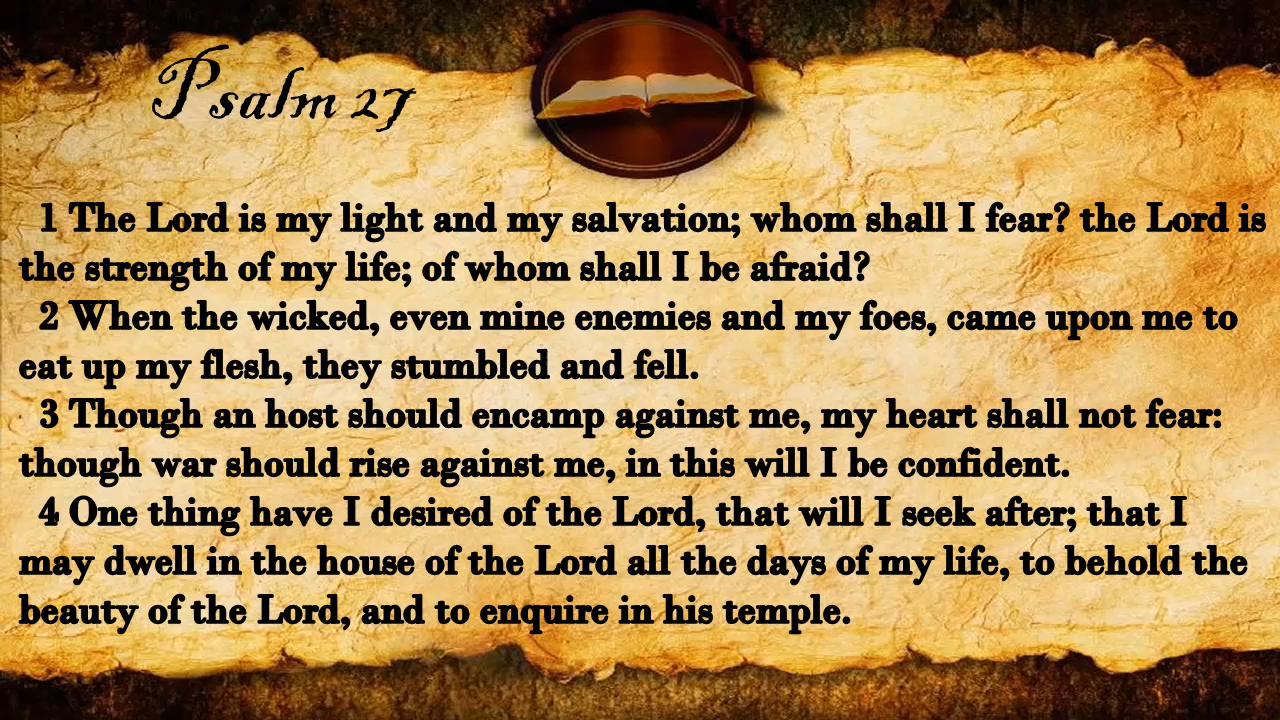 Psalm 27
1 The Lord is my light and my salvation; whom shall I fear? the Lord is
the strength of my life; of whom shall I be afraid?
2 When the wicked, even mine enemies and my foes, came upon me to
eat up my flesh, they stumbled and fell.
3 Though an host should encamp against me, my heart shall not fear:
though war should rise against me, in this will I be confident.
4 One thing have I desired of the Lord, that will I seek after; that I
may dwell in the house of the Lord all the days of my life, to behold the
beauty of the Lord, and to enquire in his temple.